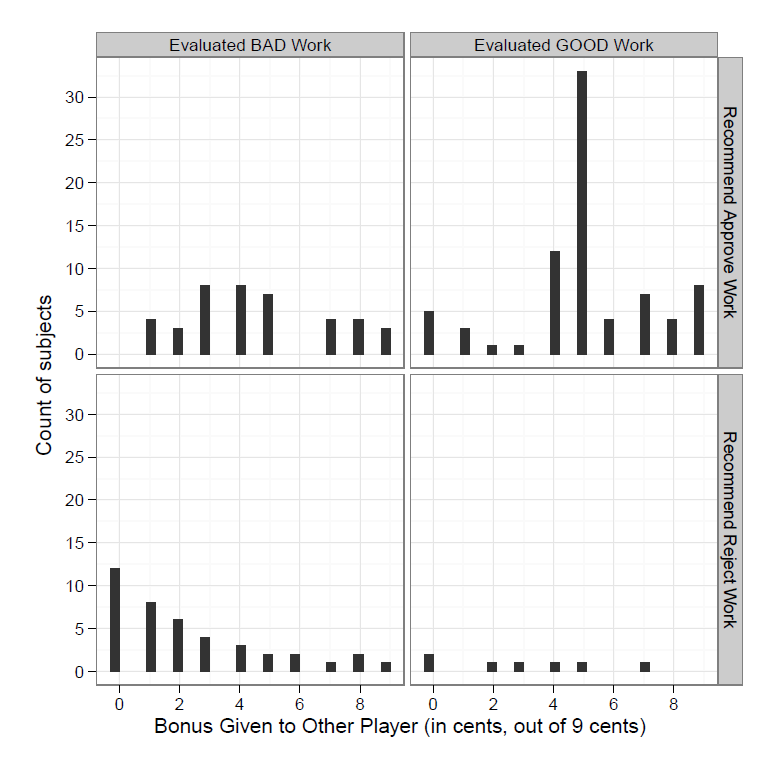 Evaluated BAD Work
Evaluated GOOD Work
30
25
20
15
10
5
0
Recommend Approve Work
Count of subjects
30
25
20
15
10
5
0
Recommend Reject Work
0 2 4 6 8
0 2 4 6 8
Bonus Given to Other Player (in cents, out of 9 cents)